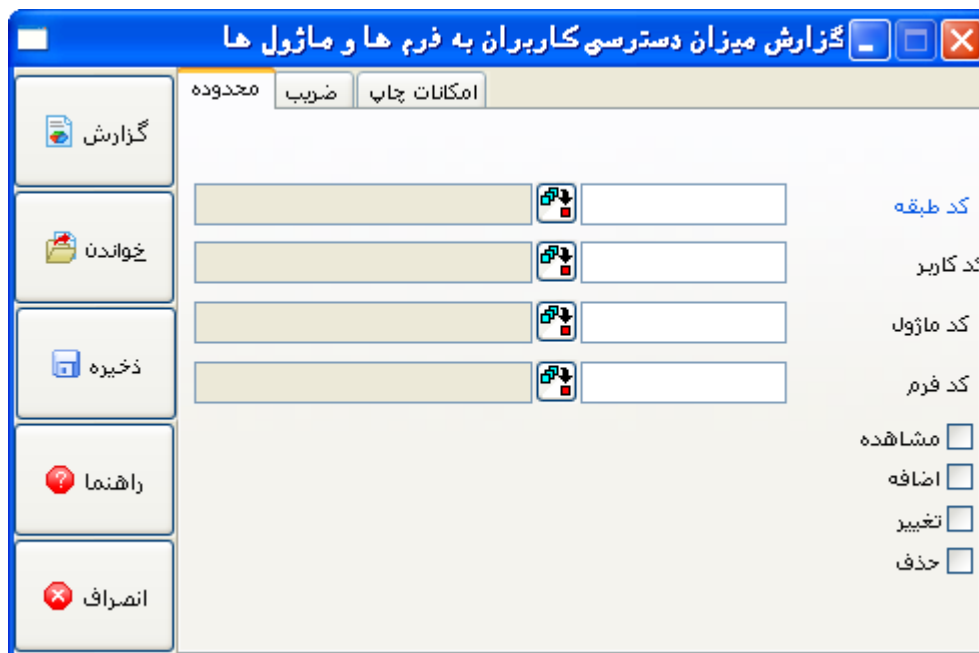 گزارش میزان دسترسی کاربران به فرم ها و ماژول ها
محدوده
ضریب
امکانات چاپ
گزارش
خواندن
ذخیره
راهنما
انصراف
کد طبقه
کد کاربر
کد ماژول
کد فرم
مشاهده
اضافه
تغییر
حذف